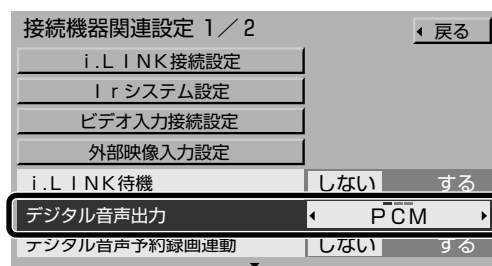 接続機器関連設定 1／2
戻る
i.LINK接続設定
Irシステム設定
ビデオ入力接続設定
外部映像入力設定
i.LINK待機 しない する
デジタル音声出力 PCM
デジタル音声予約録画連動 しない する